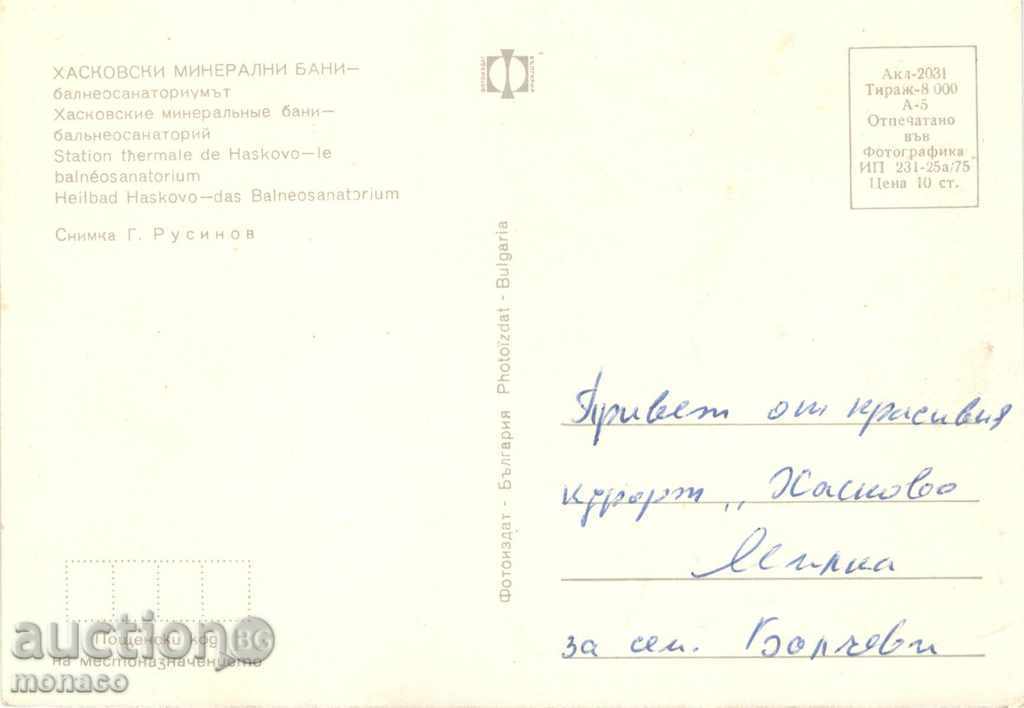 ХАСКОВСКИ МИНЕРАЛНИ БАНИ—
балнеосанаториумът
Хасковские минеральные бани—
бальнеосанаторий
Station thermale de Haskovo—le
balnéosanatorium
Heilbad Haskovo—das Balneosanatorium
Снимка Г. Русинов
ФОТОИЗДАТ
Акл-2031
Тираж-8 000
А-5
Отпечатано
във
Фотографика
ИП 231-25а/75
Цена 10 ст.
Фотоиздат - България Photoïzdat - Bulgaria
Привет от красивия
курорт „Хасково
за сем. Борчеви
Пощенски код
на местоназначението
auction BG
monaco